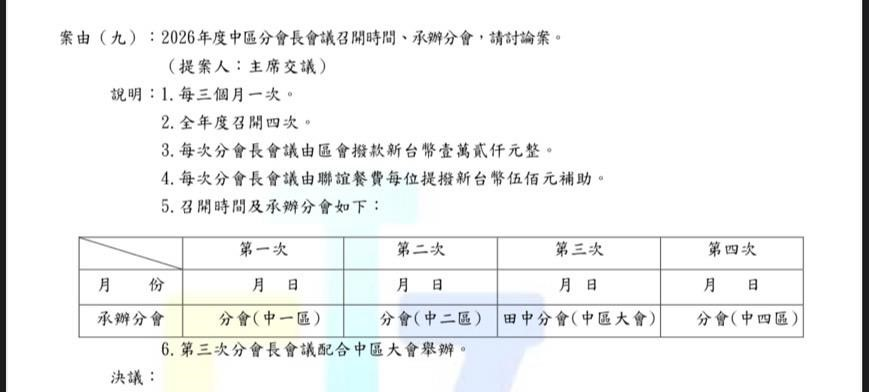 案由（九）：2026年度中區分會長會議召開時間、承辦分會，請討論案。
（提案人：主席交議）
說明：1.每三個月一次。
2.全年度召開四次。
3.每次分會長會議由區會撥款新台幣壹萬貳仟元整。
4.每次分會長會議由聯誼餐費每位提撥新台幣伍佰元補助。
5.召開時間及承辦分會如下：
第一次 第二次 第三次 第四次
月 份 月 日 月 日 月 日 月 日
承辦分會 分會(中一區) 分會(中二區) 田中分會(中區大會) 分會(中四區)
6.第三次分會長會議配合中區大會舉辦。
決議：